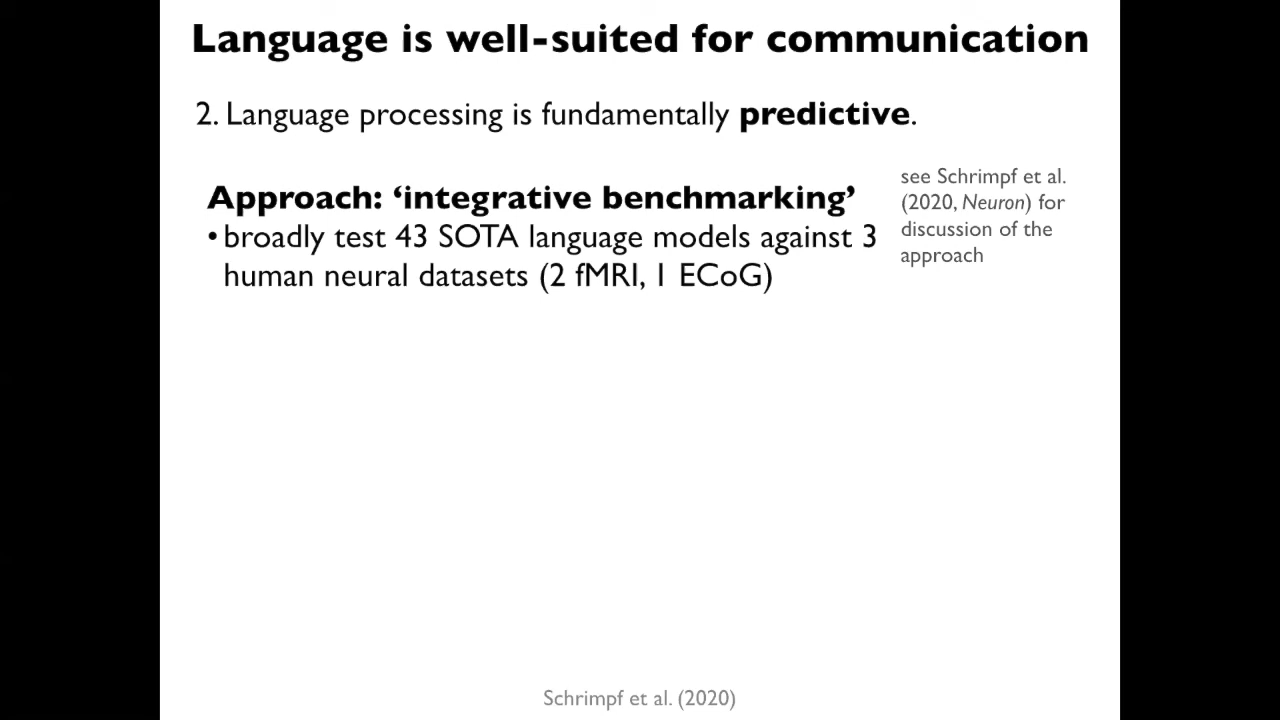 Language is well-suited for communication
2. Language processing is fundamentally predictive.
Approach: ‘integrative benchmarking’
• broadly test 43 SOTA language models against 3
human neural datasets (2 fMRI, 1 ECoG)
see Schrimpf et al.
(2020, Neuron) for
discussion of the
approach
Schrimpf et al. (2020)